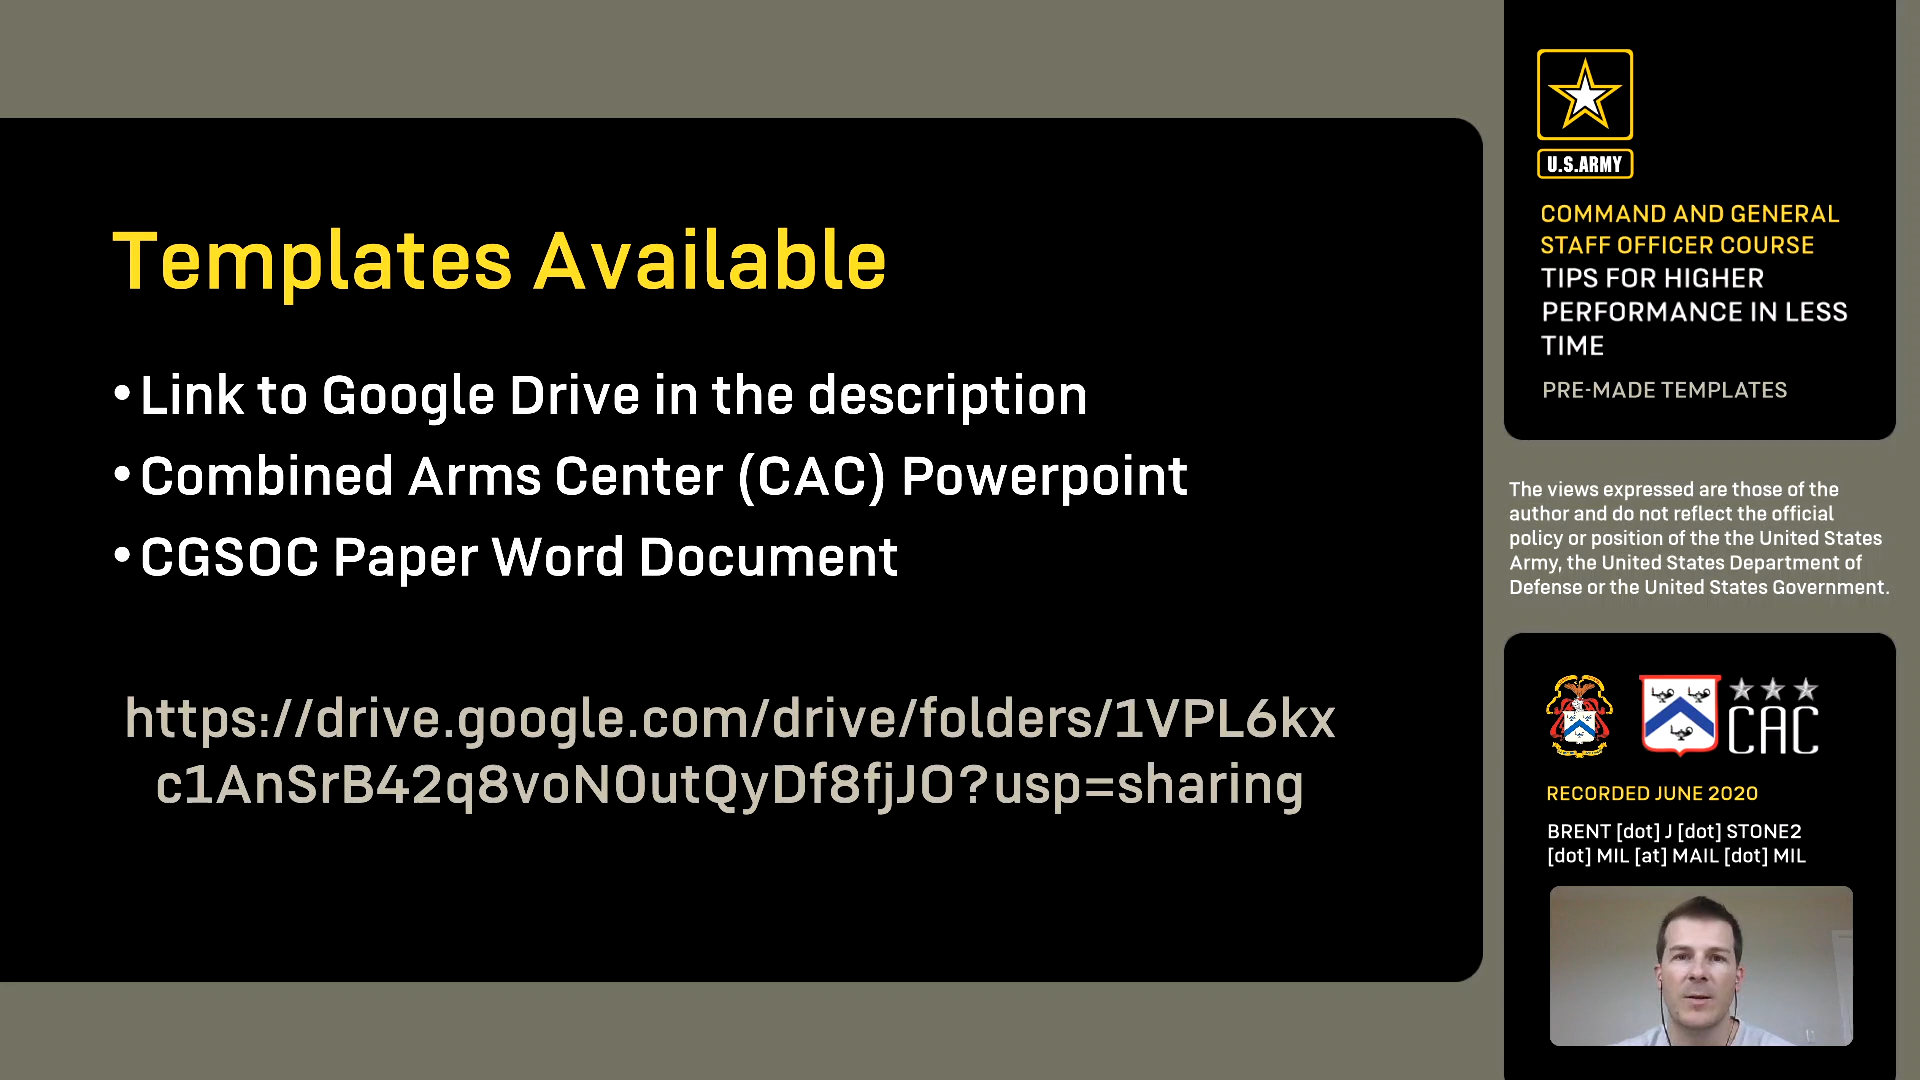 Templates Available
•Link to Google Drive in the description
•Combined Arms Center (CAC) Powerpoint
•CGSOC Paper Word Document
https://drive.google.com/drive/folders/1VPL6kx
c1AnSrB42q8voN0utQyDf8fjJO?usp=sharing
U.S.ARMY
COMMAND AND GENERAL
STAFF OFFICER COURSE
TIPS FOR HIGHER
PERFORMANCE IN LESS
TIME
PRE-MADE TEMPLATES
The views expressed are those of the
author and do not reflect the official
policy or position of the the United States
Army, the United States Department of
Defense or the United States Government.
CAC
RECORDED JUNE 2020
BRENT [dot] J [dot] STONE2
[dot] MIL [at] MAIL [dot] MIL